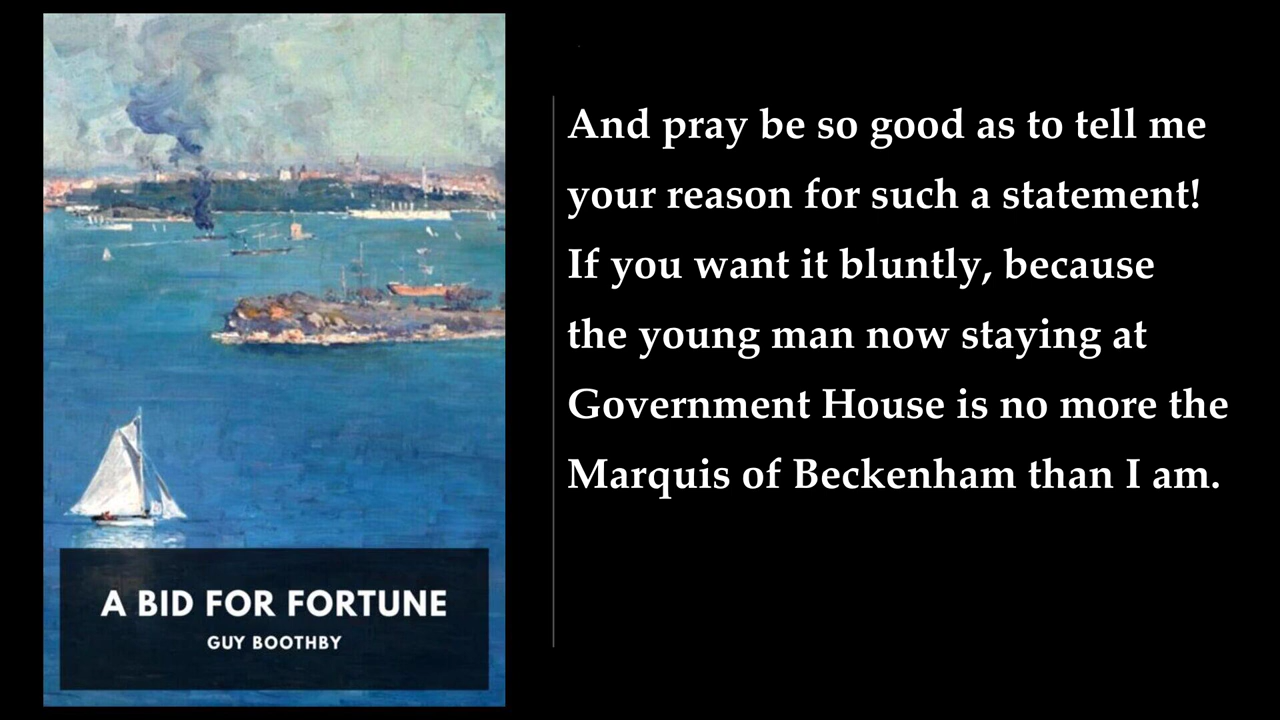 A BID FOR FORTUNE
GUY BOOTHBY
And pray be so good as to tell me
your reason for such a statement!
If you want it bluntly, because
the young man now staying at
Government House is no more the
Marquis of Beckenham than I am.